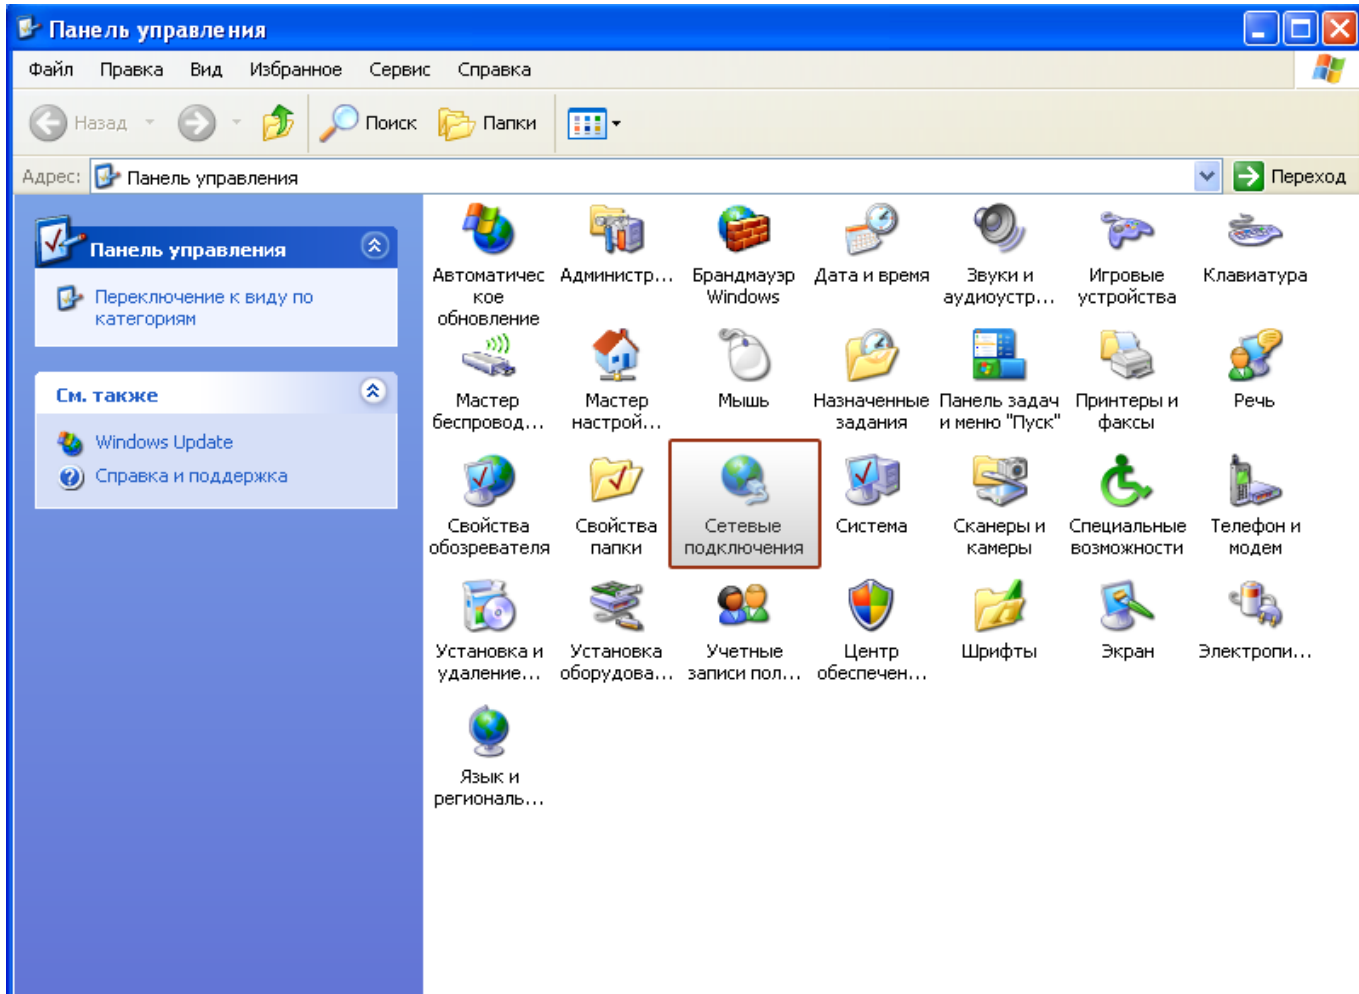 Панель управления
Файл Правка Вид Избранное Сервис Справка
Назад Поиск Папки
Адрес: Панель управления Переход
Панель управления
Переключение к виду по
категориям
См. также
Windows Update
Справка и поддержка
Автоматичес
кое
обновление
Администр...
Брандмауэр
Windows
Дата и время
Звуки и
аудиоустр...
Игровые
устройства
Клавиатура
Мастер
беспровод...
Мастер
настрой...
Мышь
Назначенные
задания
Панель задач
и меню "Пуск"
Принтеры и
факсы
Речь
Свойства
обозревателя
Свойства
папки
Сетевые
подключения
Система
Сканеры и
камеры
Специальные
возможности
Телефон и
модем
Установка и
удаление...
Установка
оборудова...
Учетные
записи пол...
Центр
обеспечен...
Шрифты
Экран
Электропи...
Язык и
региональ...